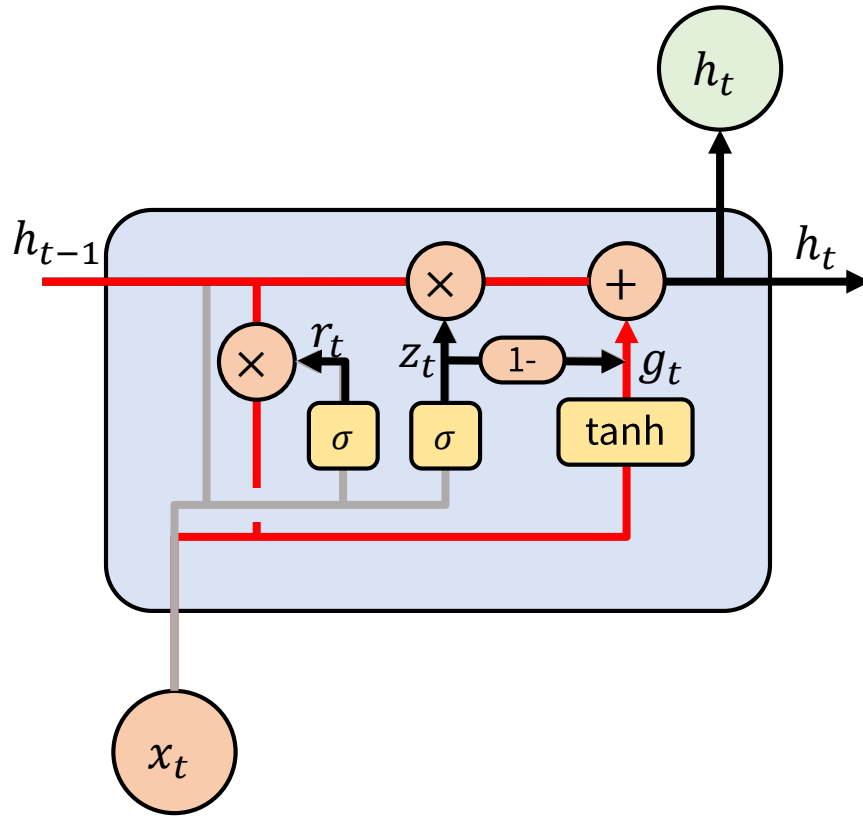 h_t
h_{t-1}
h_t
×
+
r_t
z_t
1-
g_t
×
σ
σ
tanh
x_t